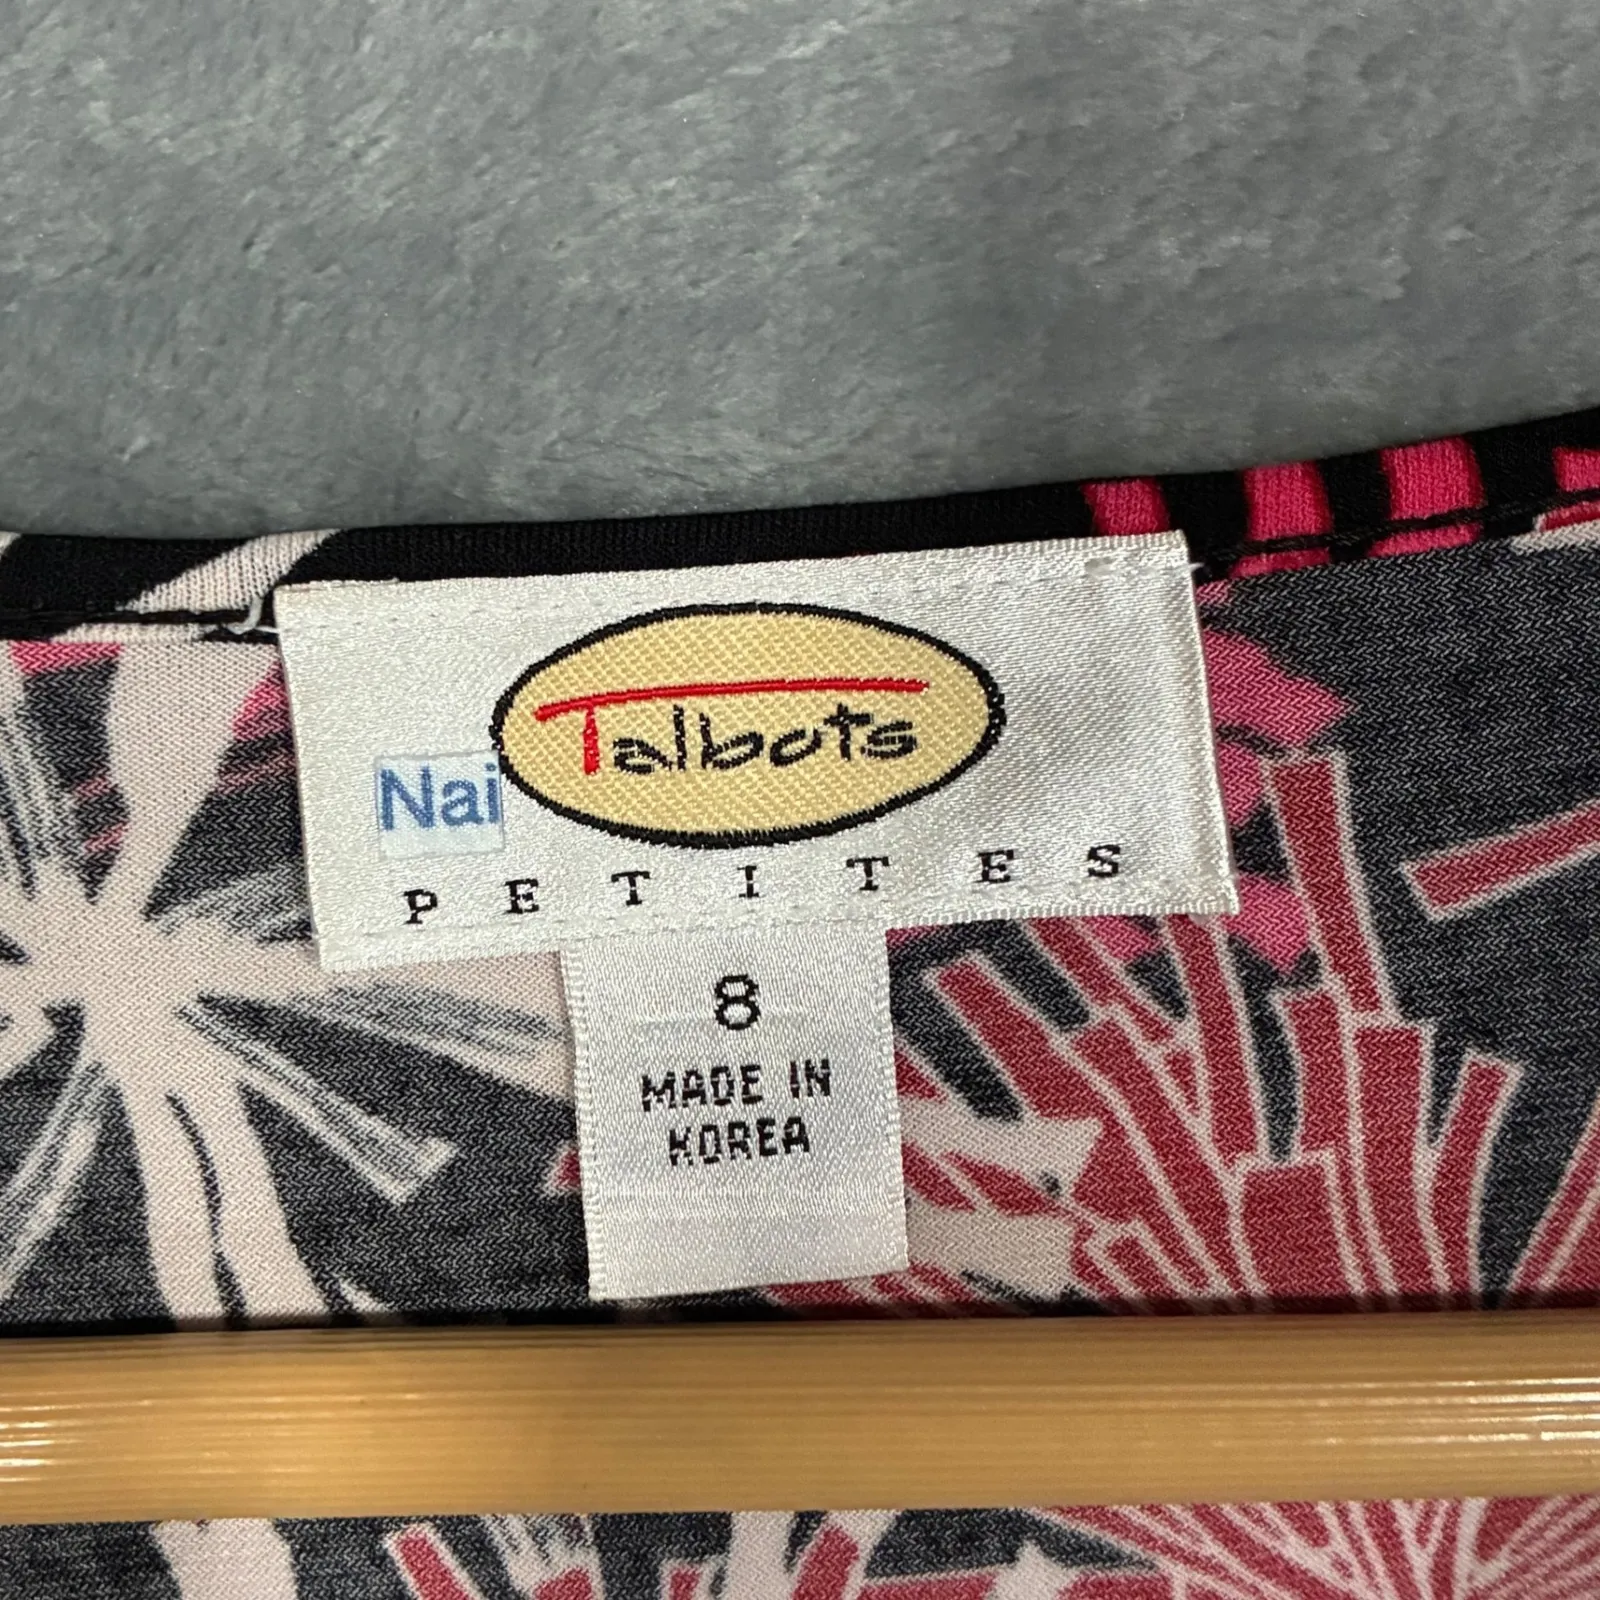 Talbots
Nai
PETITES
8
MADE IN
KOREA